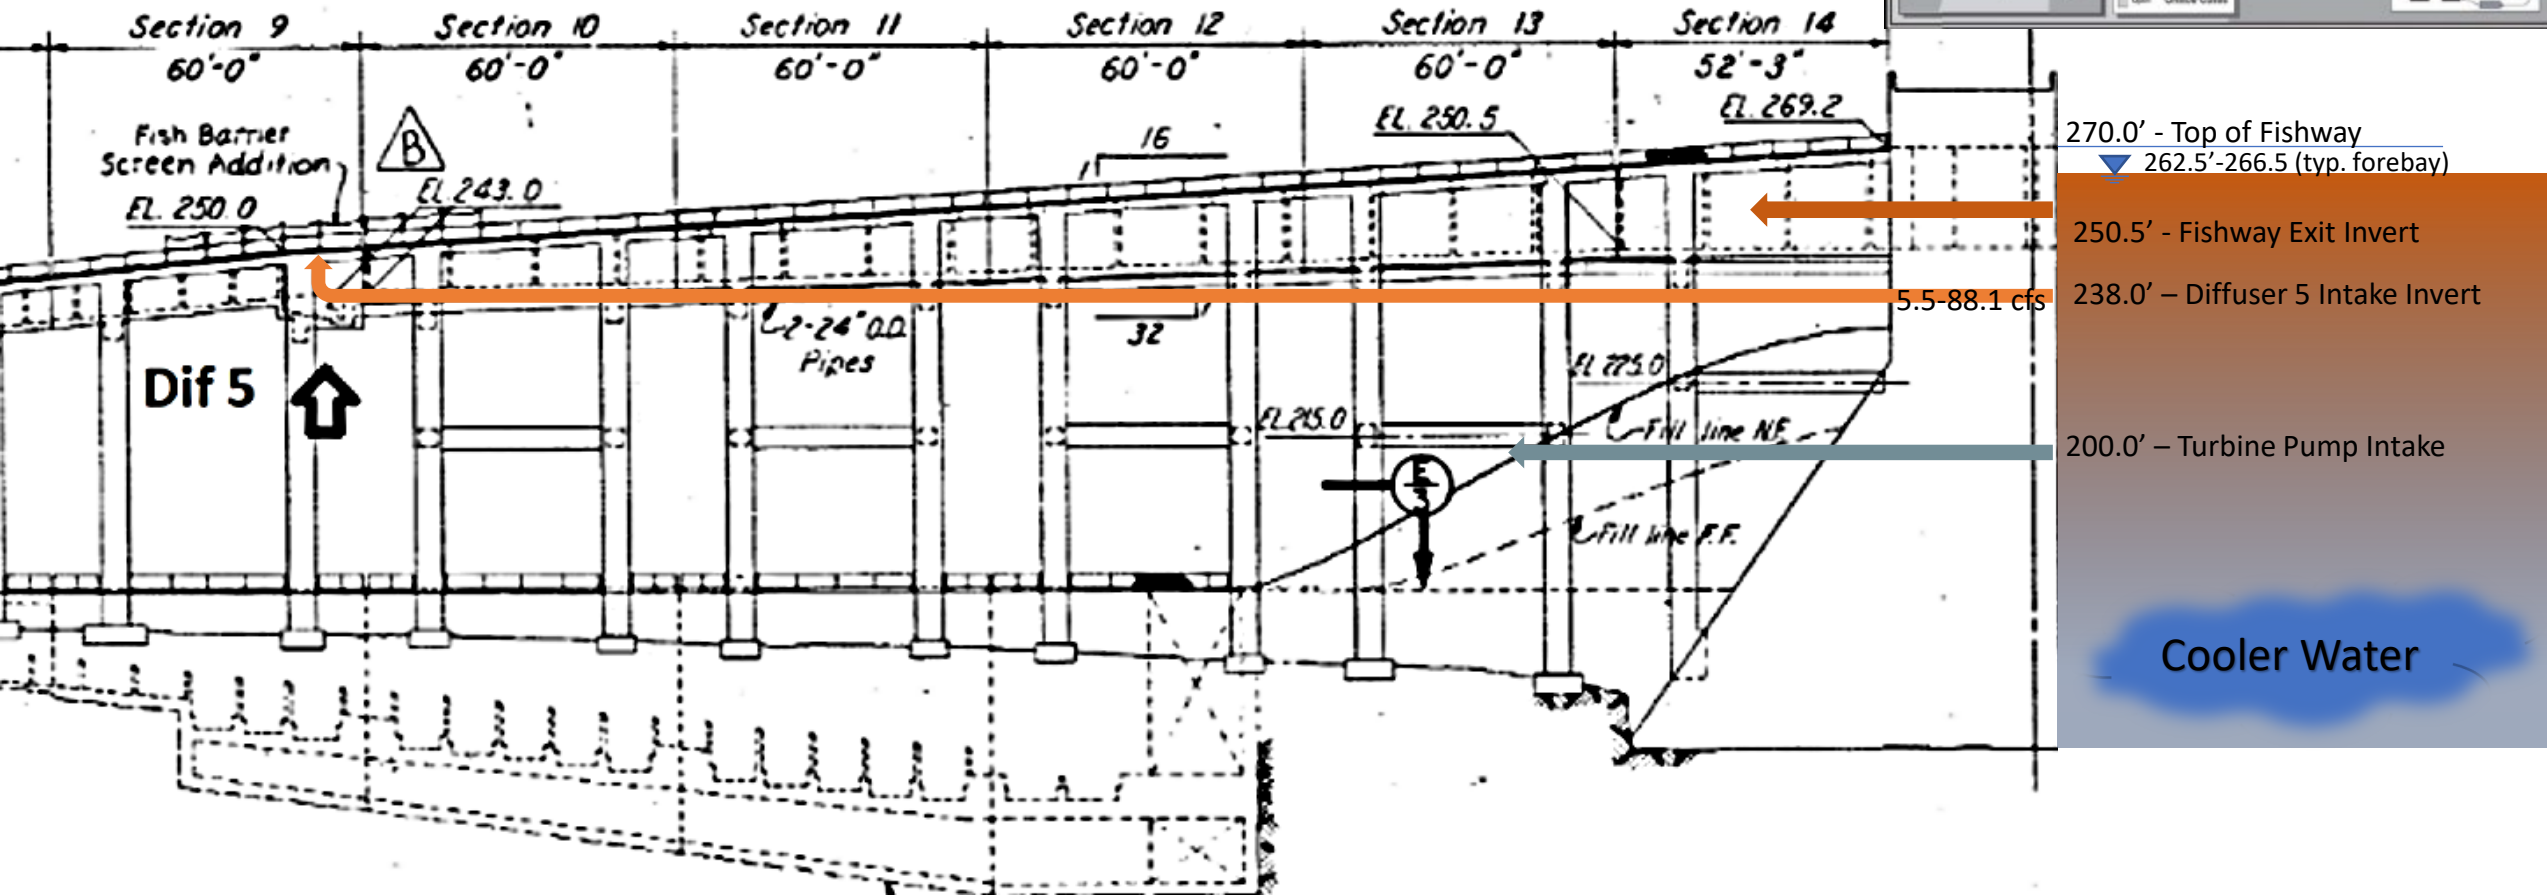 Section 9
Section 10
Section 11
Section 12
Section 13
Section 14
60'-0"
60'-0"
60'-0"
60'-0"
60'-0"
52'-3"
Fish Barrier
Screen Addition
B
EL. 250.0
EL. 243.0
16
1
EL. 250.5
EL. 269.2
270.0' - Top of Fishway
262.5'-266.5 (typ. forebay)
250.5' - Fishway Exit Invert
5.5-88.1 cfs
238.0' – Diffuser 5 Intake Invert
2-24" O.D.
Pipes
32
Dif 5
EL 225.0
EL 215.0
Fill line N.F.
200.0' – Turbine Pump Intake
E
3
Fill line F.F.
Cooler Water